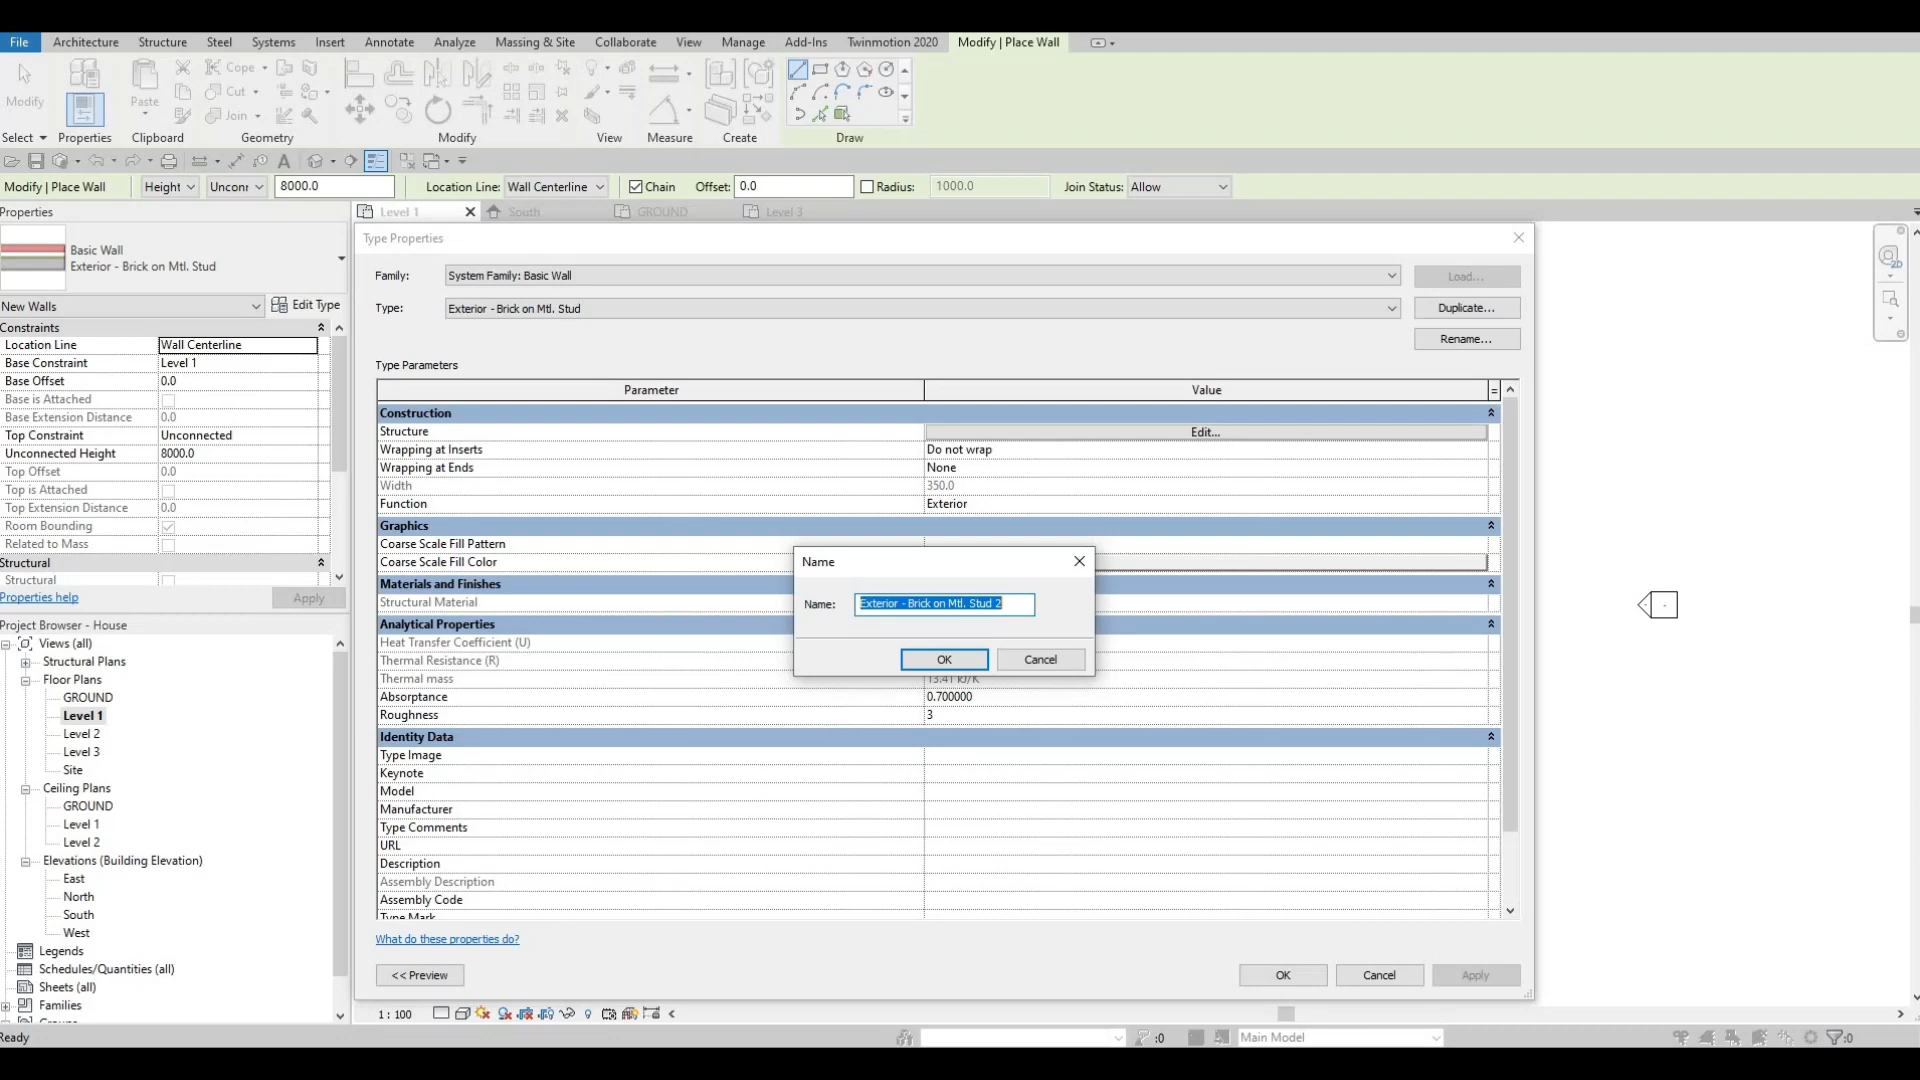 File Architecture Structure Steel Systems Insert Annotate Analyze Massing & Site Collaborate View Manage Add-Ins Twinmotion 2020 Modify | Place Wall
Modify Paste Cope Cut Join
Select Properties Clipboard Geometry Modify View Measure Create Draw
Modify | Place Wall Height Unconr 8000.0 Location Line: Wall Centerline Chain Offset: 0.0 Radius: 1000.0 Join Status: Allow
Properties
Level 1 South GROUND Level 3
Basic Wall
Exterior - Brick on Mtl. Stud
New Walls Edit Type
Constraints
Location Line Wall Centerline
Base Constraint Level 1
Base Offset 0.0
Base is Attached
Base Extension Distance 0.0
Top Constraint Unconnected
Unconnected Height 8000.0
Top Offset 0.0
Top is Attached
Top Extension Distance 0.0
Room Bounding
Related to Mass
Structural
Structural
Properties help Apply
Project Browser - House
Views (all)
Structural Plans
Floor Plans
GROUND
Level 1
Level 2
Level 3
Site
Ceiling Plans
GROUND
Level 1
Level 2
Elevations (Building Elevation)
East
North
South
West
Legends
Schedules/Quantities (all)
Sheets (all)
Families
Type Properties
Family: System Family: Basic Wall Load...
Type: Exterior - Brick on Mtl. Stud Duplicate...
Rename...
Type Parameters
Parameter Value =
Construction
Structure Edit...
Wrapping at Inserts Do not wrap
Wrapping at Ends None
Width 350.0
Function Exterior
Graphics
Coarse Scale Fill Pattern
Coarse Scale Fill Color
Materials and Finishes
Structural Material
Analytical Properties
Heat Transfer Coefficient (U)
Thermal Resistance (R)
Thermal mass 13.41 kJ/K
Absorptance 0.700000
Roughness 3
Identity Data
Type Image
Keynote
Model
Manufacturer
Type Comments
URL
Description
Assembly Description
Assembly Code
Type Mark
What do these properties do?
<< Preview OK Cancel Apply
Name
Name: Exterior - Brick on Mtl. Stud 2
OK Cancel
2D
1 : 100
Ready :0 Main Model :0